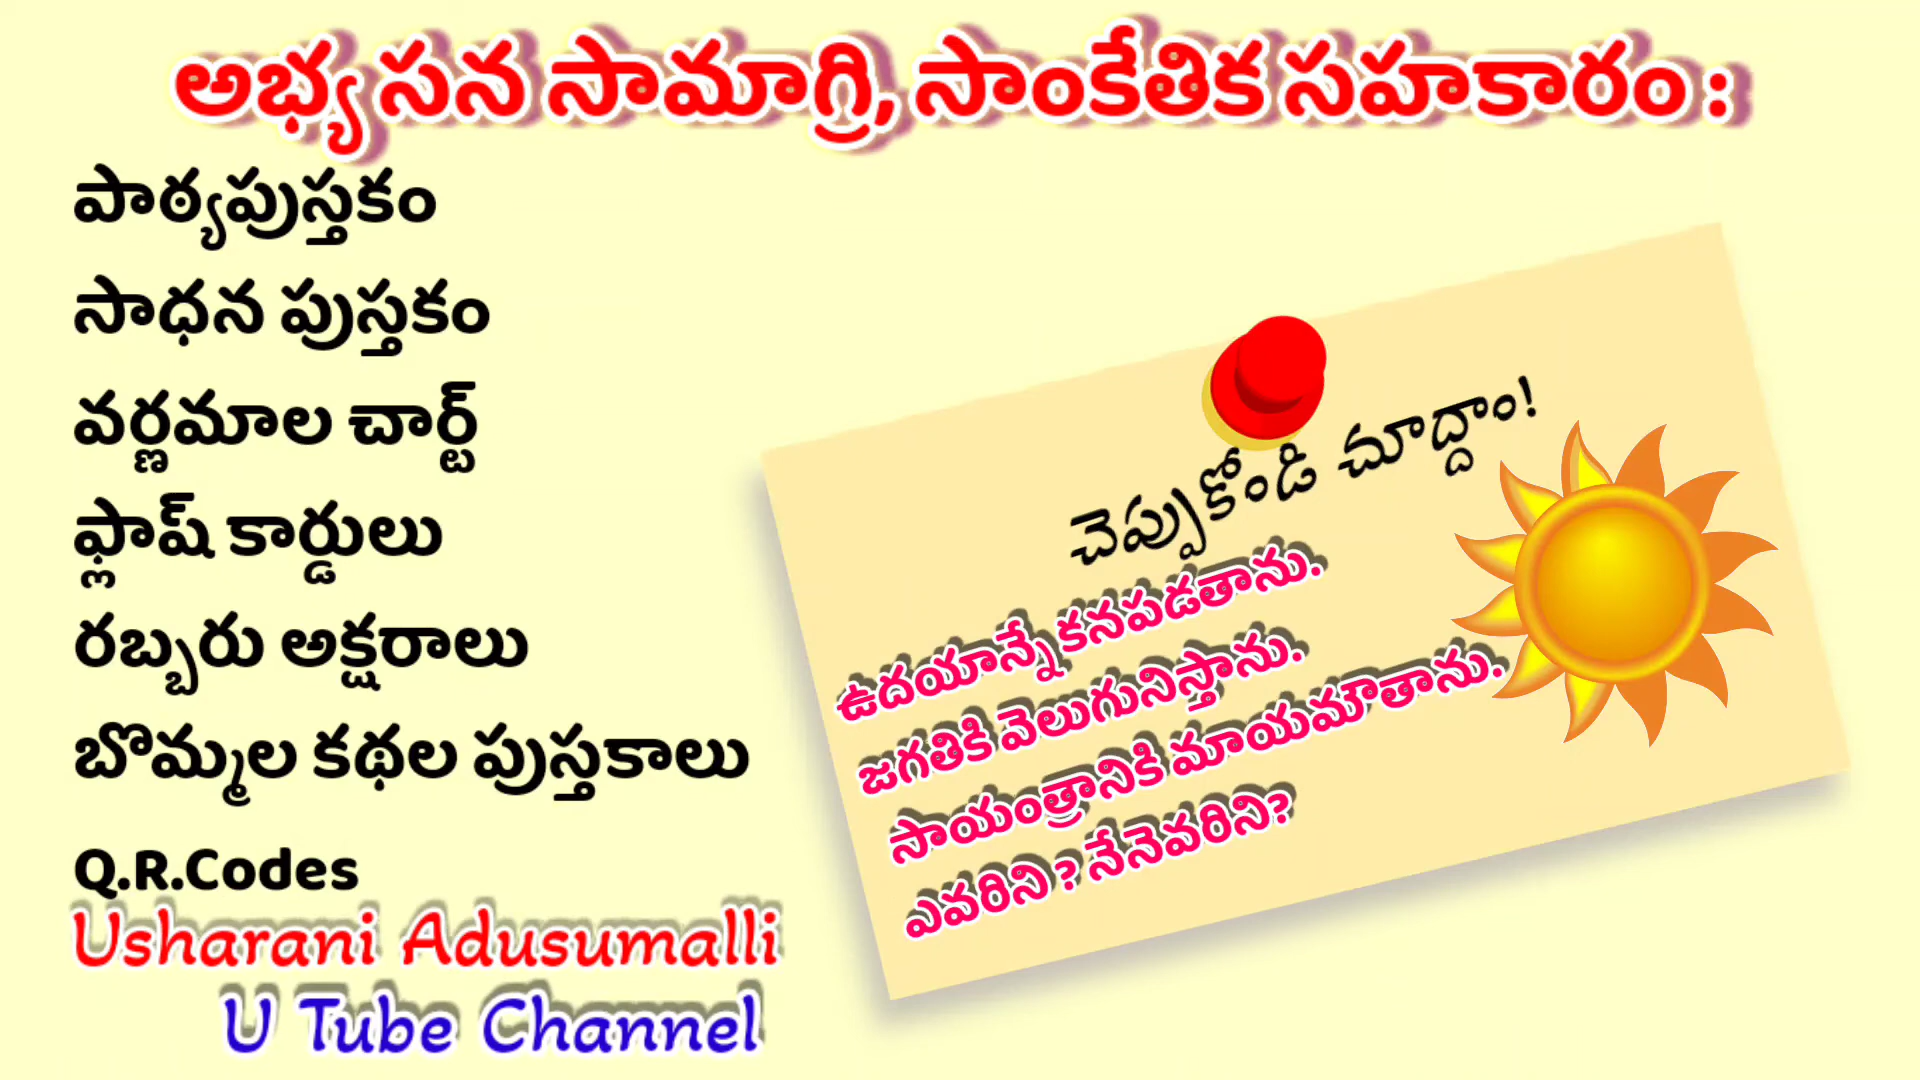 అభ్యసన సామాగ్రి, సాంకేతిక సహకారం :
పాఠ్యపుస్తకం
సాధన పుస్తకం
వర్ణమాల చార్ట్
ఫ్లాష్ కార్డులు
రబ్బరు అక్షరాలు
బొమ్మల కథల పుస్తకాలు
Q.R.Codes
Usharani Adusumalli
U Tube Channel
చెప్పుకోండి చూద్దాం!
ఉదయాన్నే కనపడతాను.
జగతికి వెలుగునిస్తాను.
సాయంత్రానికి మాయమౌతాను.
ఎవరిని ? నేనెవరిని?